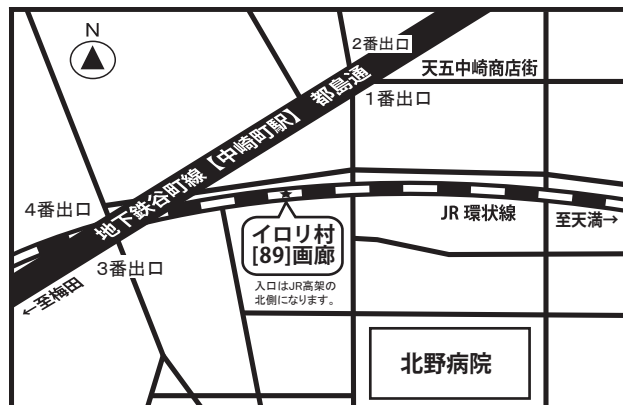 N
2番出口
天五中崎商店街
1番出口
地下鉄谷町線【中崎町駅】 都島通
4番出口
3番出口
←至梅田
イロリ村
[89]画廊
入口はJR高架の
北側になります。
JR 環状線
至天満→
北野病院